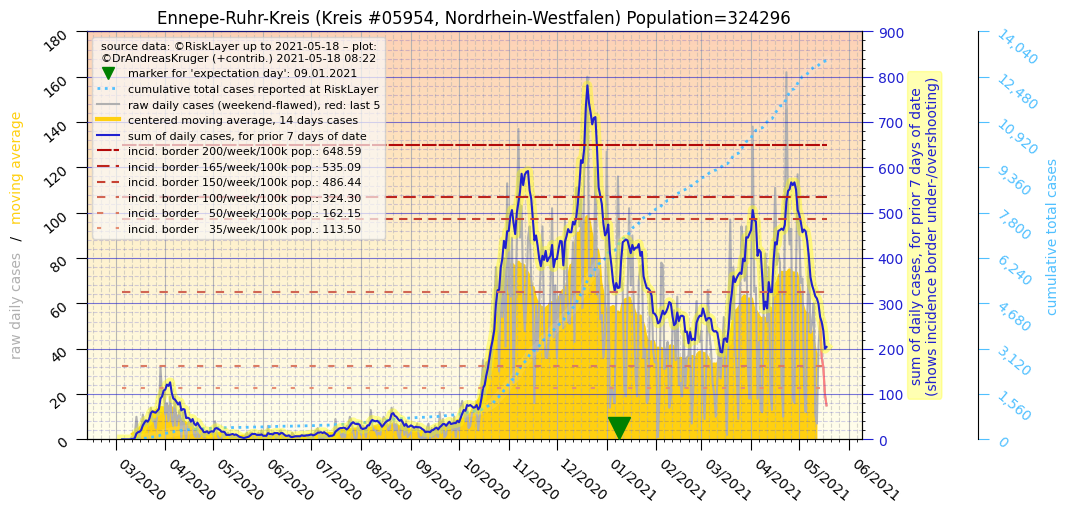 Ennepe-Ruhr-Kreis (Kreis #05954, Nordrhein-Westfalen) Population=324296
source data: ©RiskLayer up to 2021-05-18 – plot:
©DrAndreasKruger (+contrib.) 2021-05-18 08:22
marker for 'expectation day': 09.01.2021
cumulative total cases reported at RiskLayer
raw daily cases (weekend-flawed), red: last 5
centered moving average, 14 days cases
sum of daily cases, for prior 7 days of date
incid. border 200/week/100k pop.: 648.59
incid. border 165/week/100k pop.: 535.09
incid. border 150/week/100k pop.: 486.44
incid. border 100/week/100k pop.: 324.30
incid. border   50/week/100k pop.: 162.15
incid. border   35/week/100k pop.: 113.50
raw daily cases / moving average
180
160
140
120
100
80
60
40
20
0
03/2020
04/2020
05/2020
06/2020
07/2020
08/2020
09/2020
10/2020
11/2020
12/2020
01/2021
02/2021
03/2021
04/2021
05/2021
06/2021
900
800
700
600
500
400
300
200
100
0
sum of daily cases, for prior 7 days of date
(shows incidence border under-/overshooting)
14,040
12,480
10,920
9,360
7,800
6,240
4,680
3,120
1,560
0
cumulative total cases